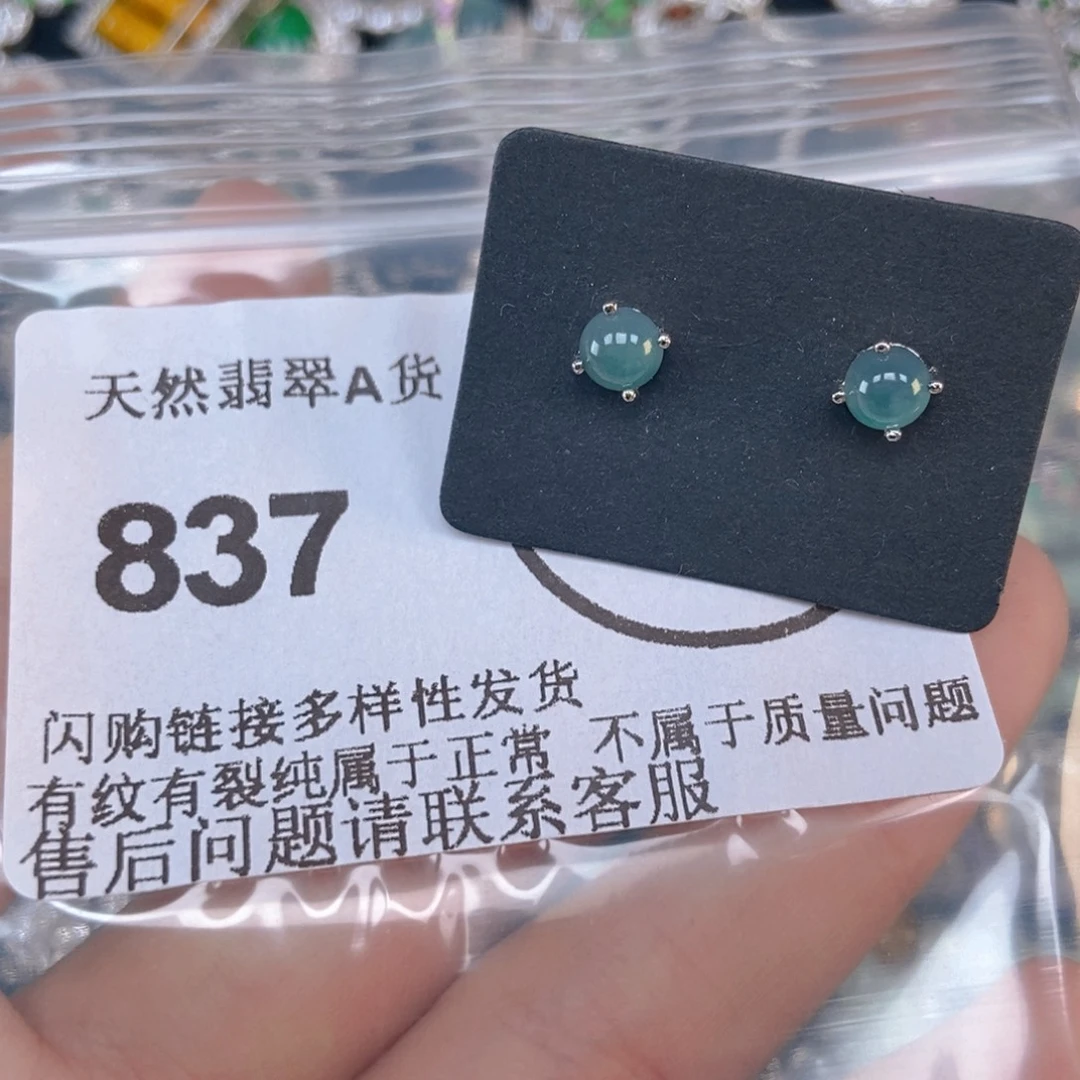 天然翡翠A货
837
闪购链接多样性发货
有纹有裂纯属于正常 不属于质量问题
售后问题请联系客服